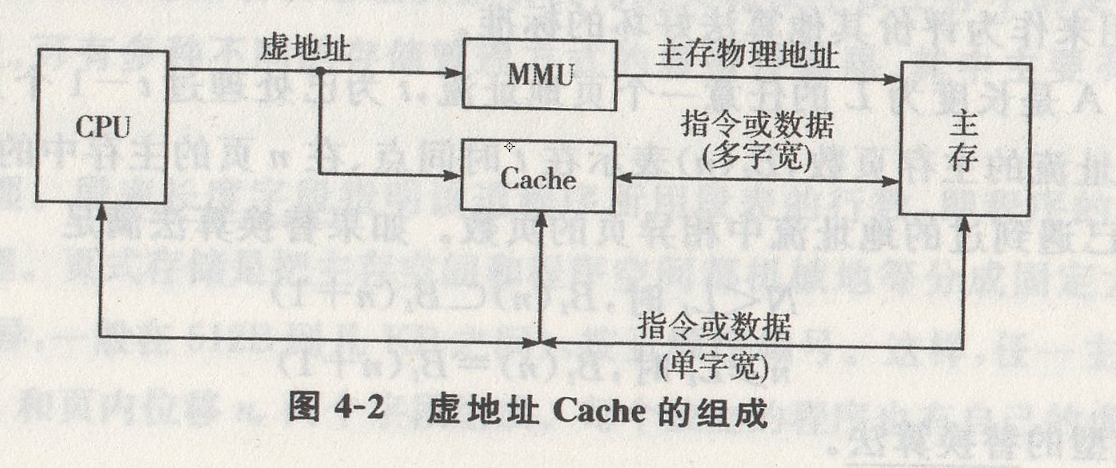 虚地址
MMU
主存物理地址
CPU
Cache
指令或数据
(多字宽)
主
存
指令或数据
(单字宽)
图 4-2 虚地址 Cache 的组成